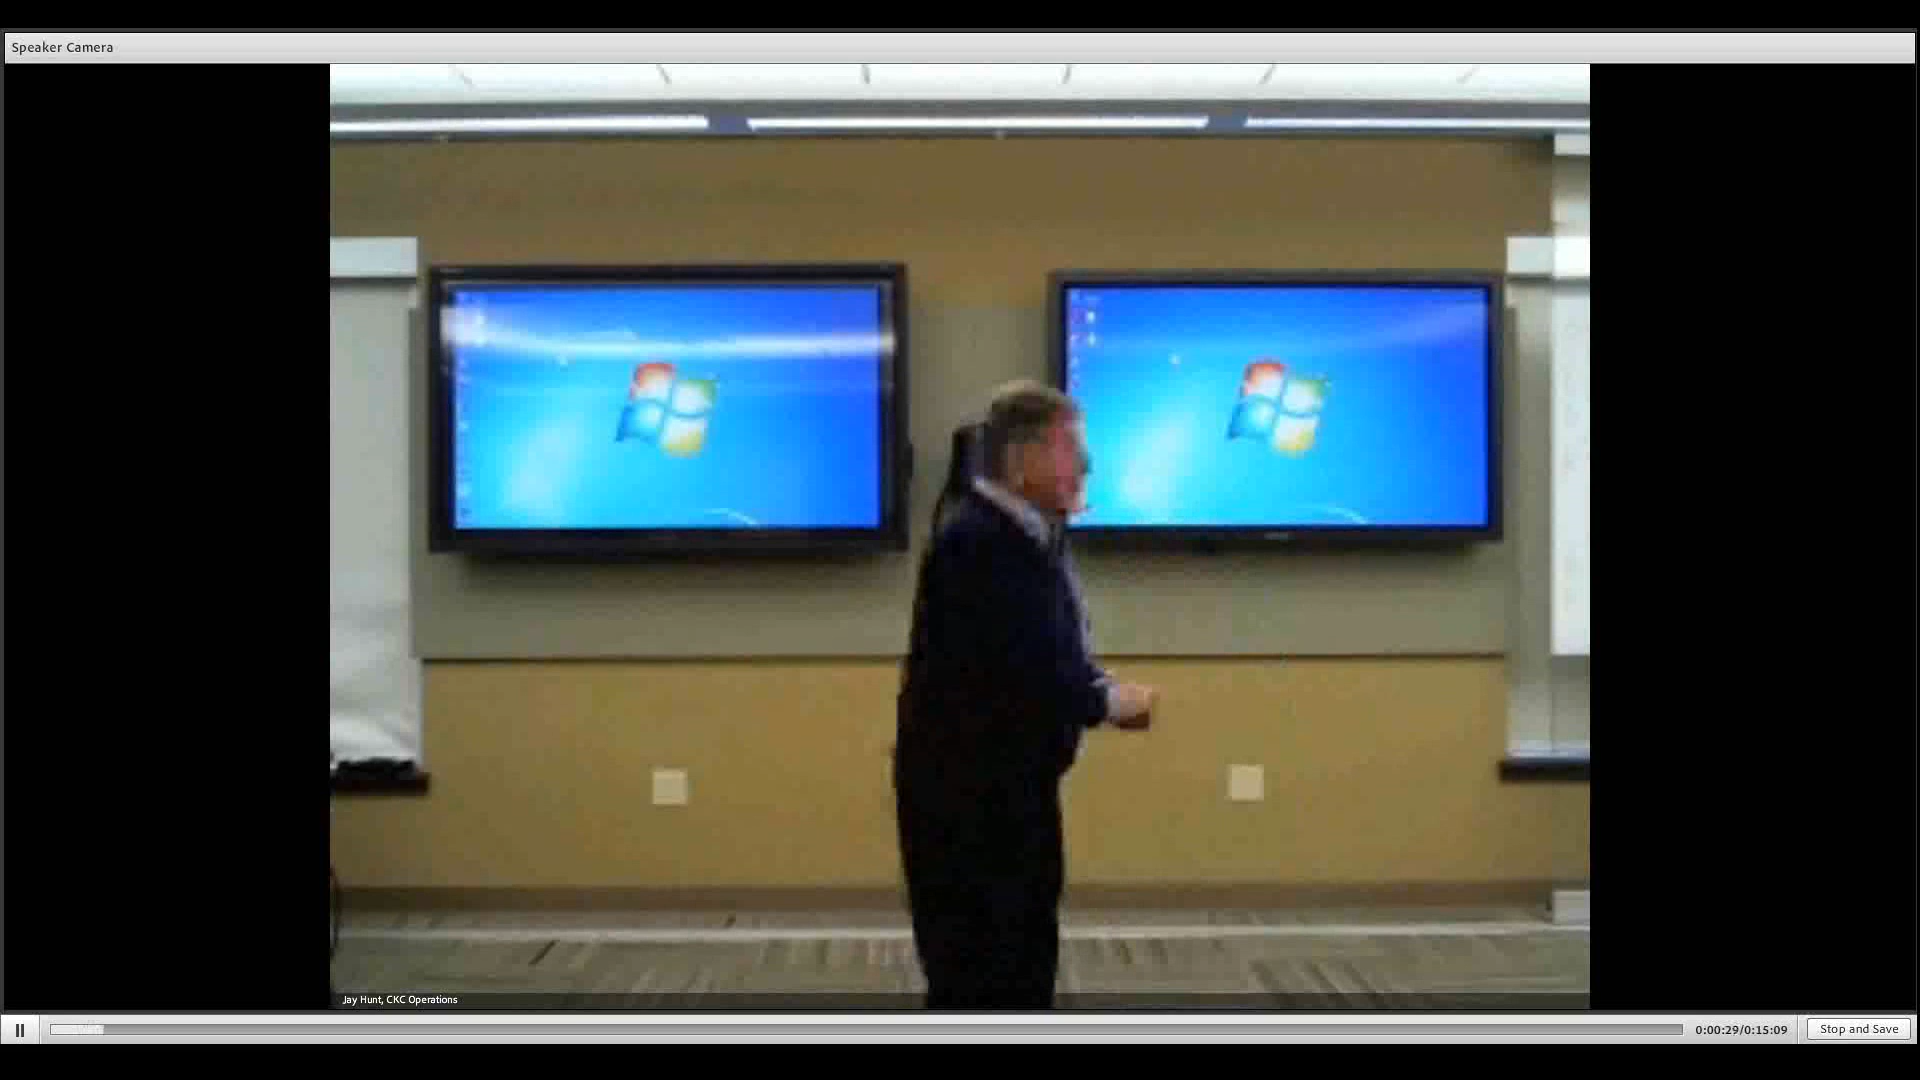 Speaker Camera
Jay Hunt, CKC Operations
0:00:29/0:15:09
Stop and Save